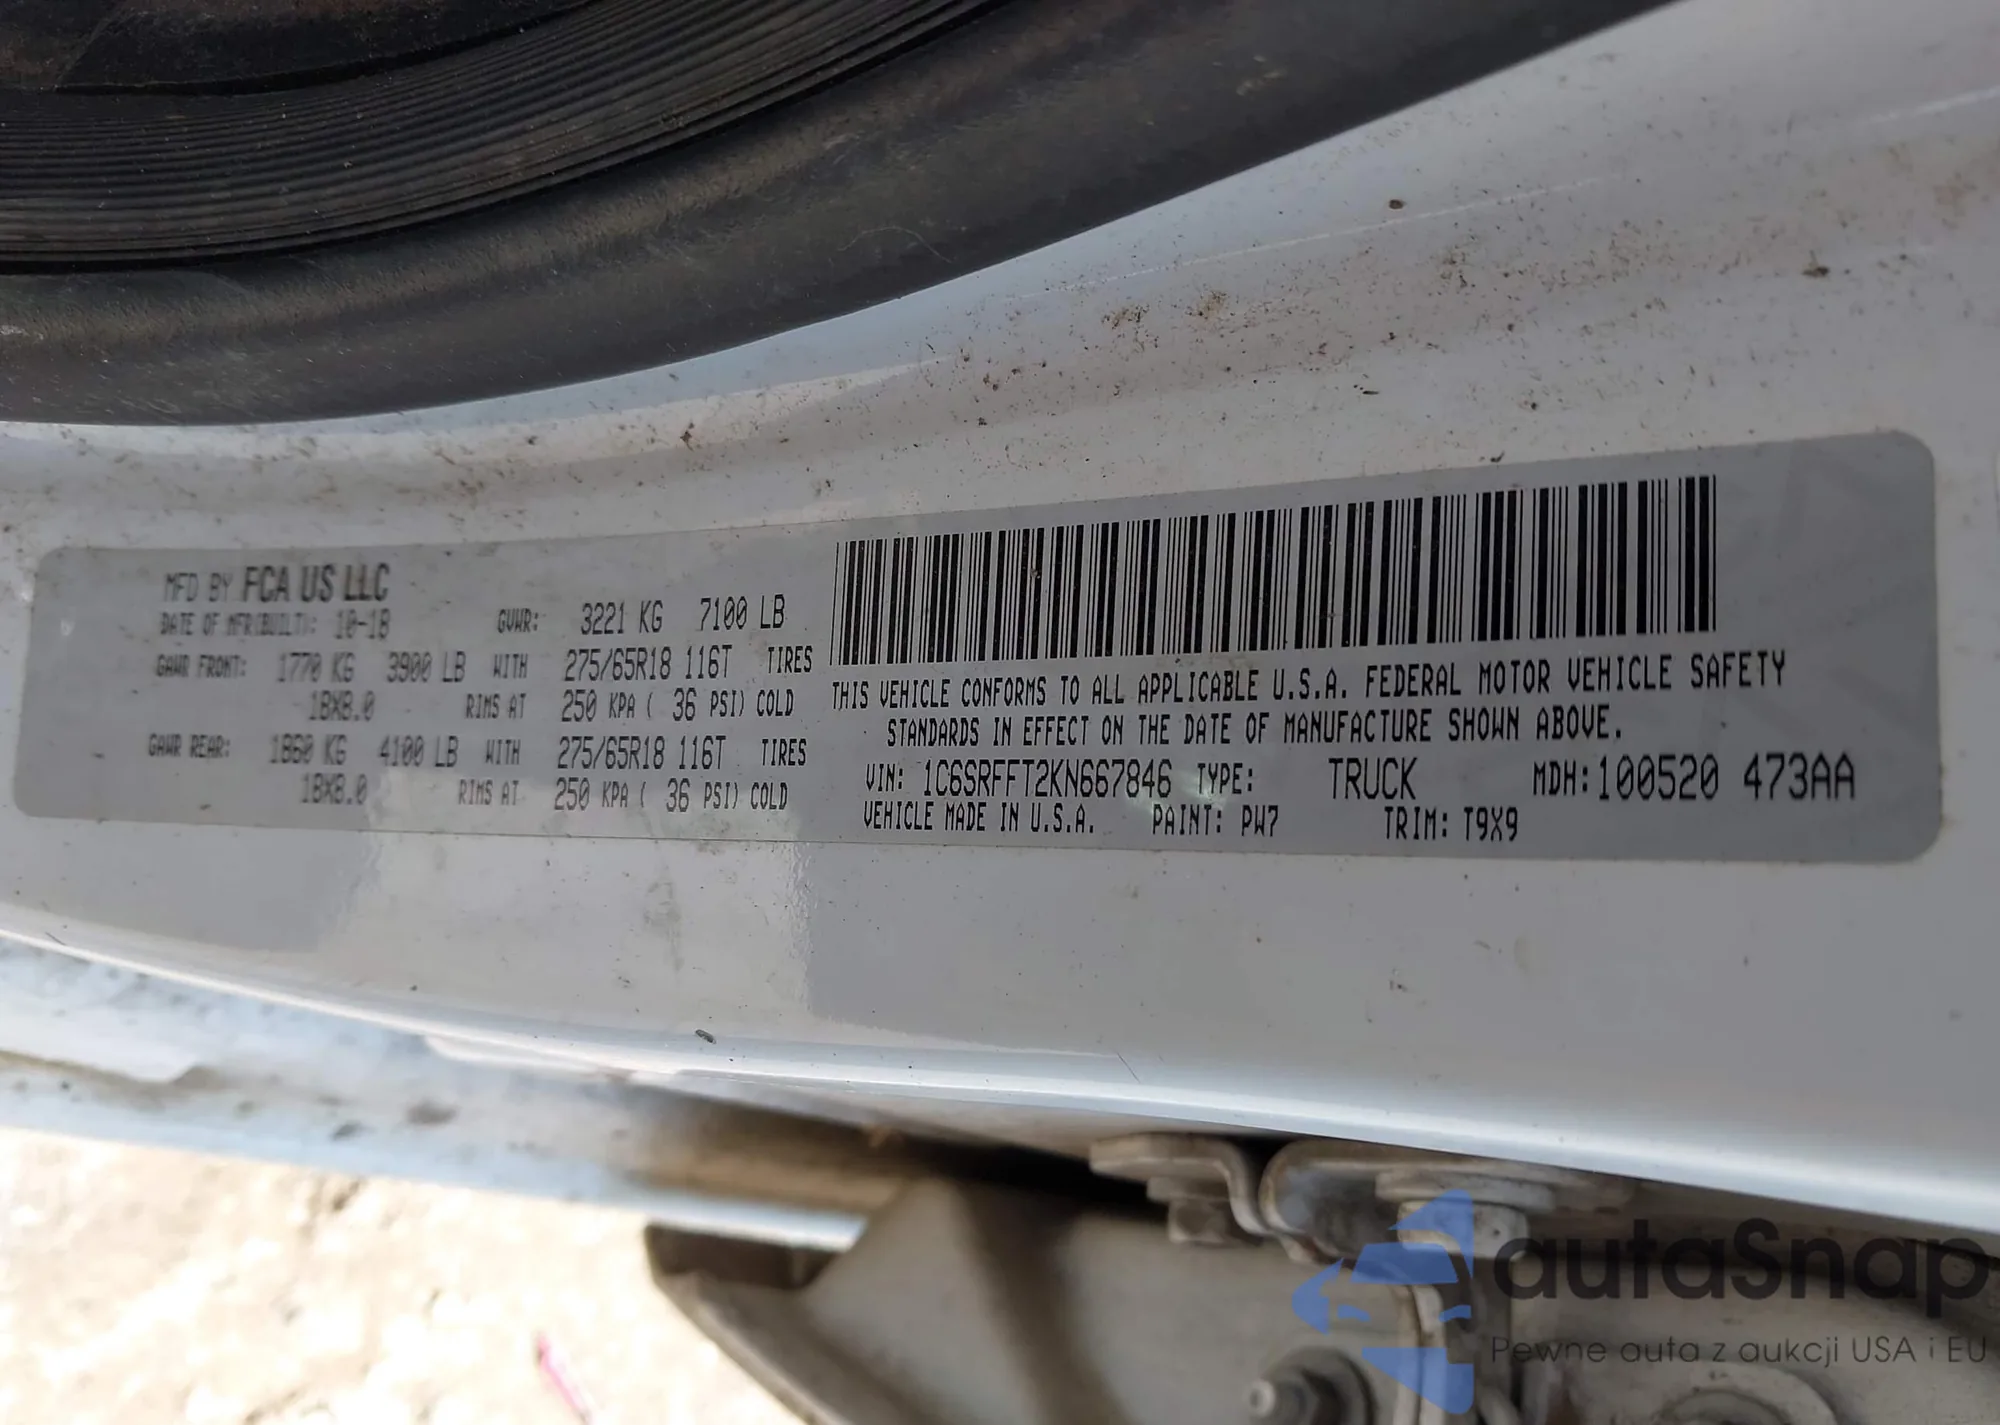 MFD BY FCA US LLC
DATE OF MFR(BUILT): 10-18 GVWR: 3221 KG 7100 LB
GAWR FRONT: 1770 KG 3900 LB WITH 275/65R18 116T TIRES
18X8.0 RIMS AT 250 KPA ( 36 PSI) COLD
GAWR REAR: 1860 KG 4100 LB WITH 275/65R18 116T TIRES
18X8.0 RIMS AT 250 KPA ( 36 PSI) COLD
THIS VEHICLE CONFORMS TO ALL APPLICABLE U.S.A. FEDERAL MOTOR VEHICLE SAFETY
STANDARDS IN EFFECT ON THE DATE OF MANUFACTURE SHOWN ABOVE.
VIN: 1C6SRFFT2KN667846 TYPE: TRUCK MDH: 100520 473AA
VEHICLE MADE IN U.S.A. PAINT: PW7 TRIM: T9X9
autaSnap
Pewne auta z aukcji USA i EU